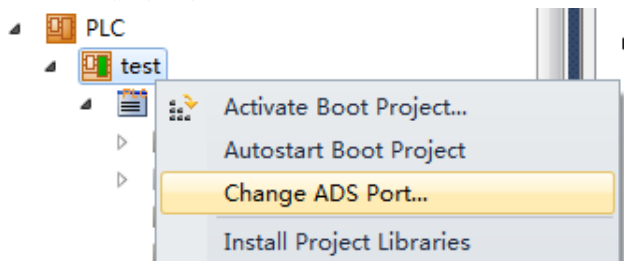 PLC
test
Activate Boot Project...
Autostart Boot Project
Change ADS Port...
Install Project Libraries